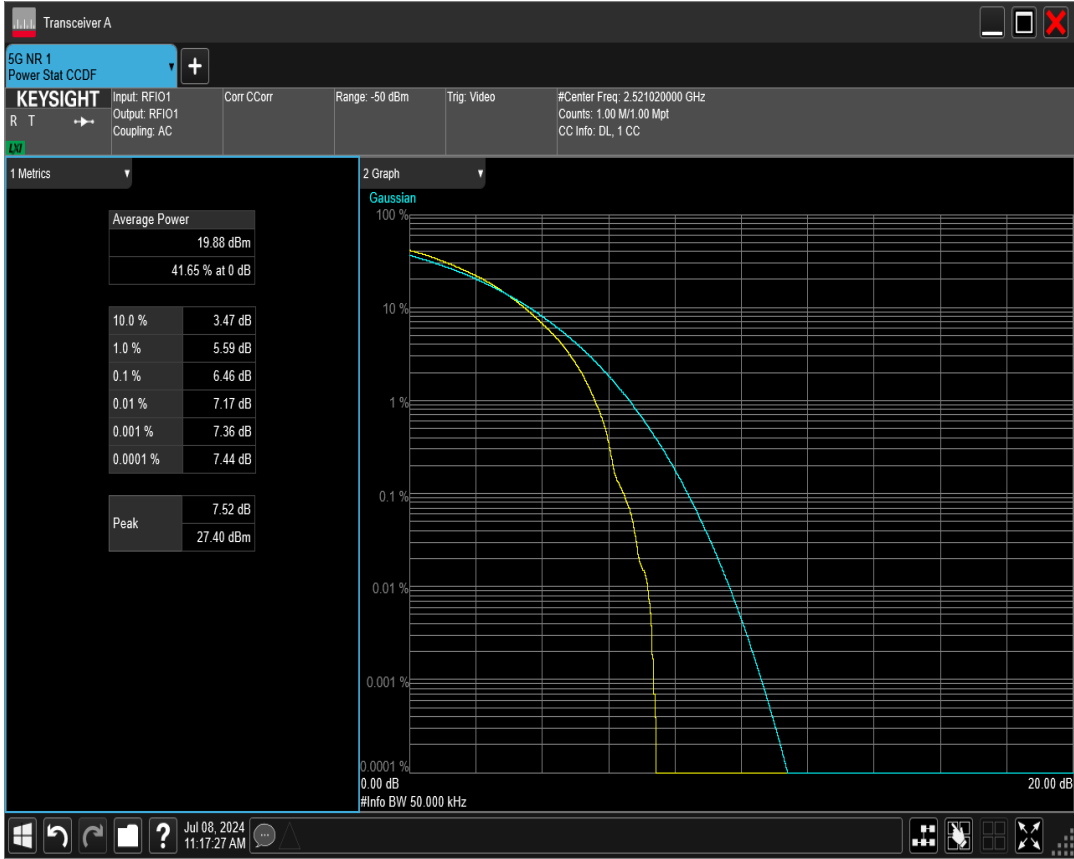 Transceiver A
5G NR 1
Power Stat CCDF
+
KEYSIGHT
R T
LXI
Input: RFIO1
Output: RFIO1
Coupling: AC
Corr CCorr
Range: -50 dBm
Trig: Video
#Center Freq: 2.521020000 GHz
Counts: 1.00 M/1.00 Mpt
CC Info: DL, 1 CC
1 Metrics
Average Power
19.88 dBm
41.65 % at 0 dB
10.0 % 3.47 dB
1.0 % 5.59 dB
0.1 % 6.46 dB
0.01 % 7.17 dB
0.001 % 7.36 dB
0.0001 % 7.44 dB
Peak
7.52 dB
27.40 dBm
2 Graph
Gaussian
100 %
10 %
1 %
0.1 %
0.01 %
0.001 %
0.0001 %
0.00 dB
20.00 dB
#Info BW 50.000 kHz
?
Jul 08, 2024
11:17:27 AM